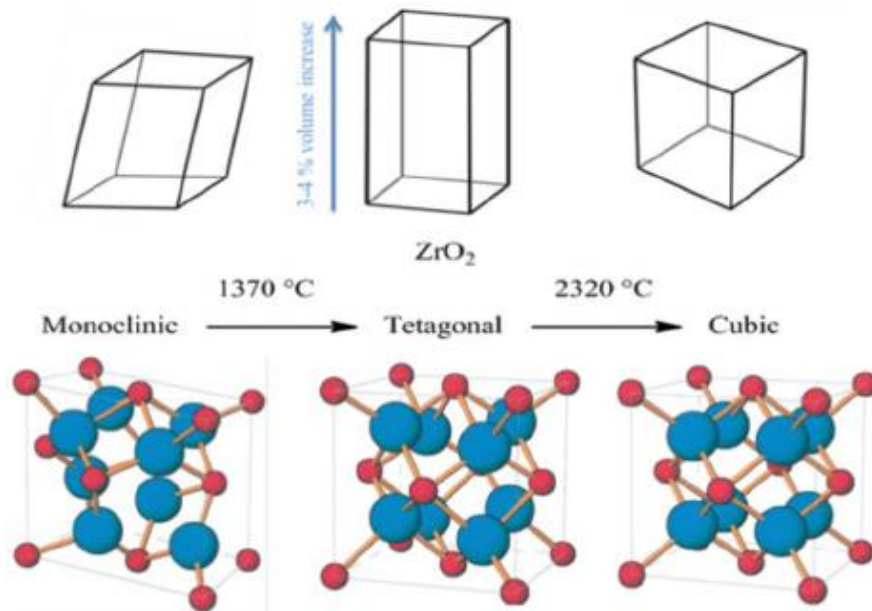 3-4 % volume increase
ZrO₂
1370 °C
2320 °C
Monoclinic
Tetagonal
Cubic